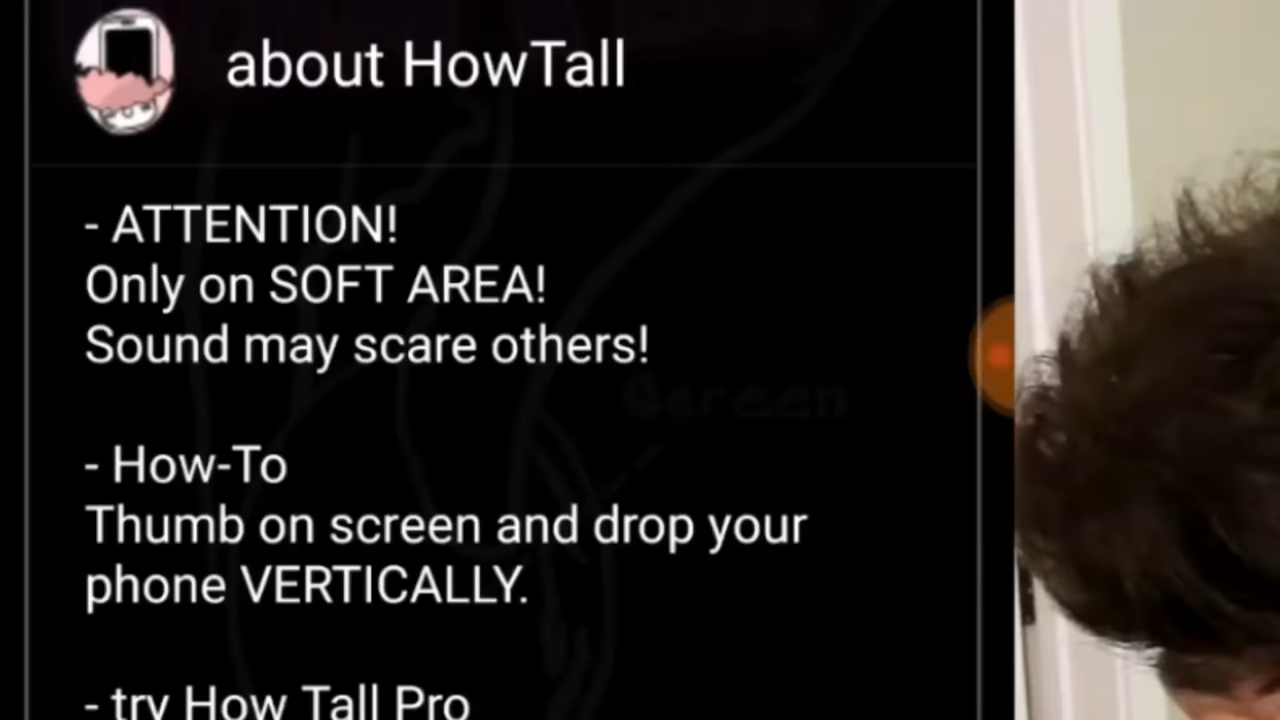 about HowTall
- ATTENTION!
Only on SOFT AREA!
Sound may scare others!
- How-To
Thumb on screen and drop your
phone VERTICALLY.
- try How Tall Pro